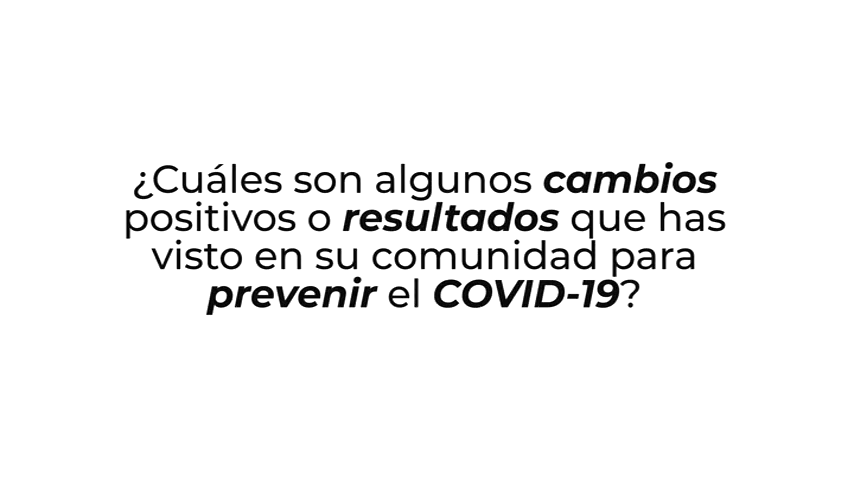 ¿Cuáles son algunos cambios
positivos o resultados que has
visto en su comunidad para
prevenir el COVID-19?